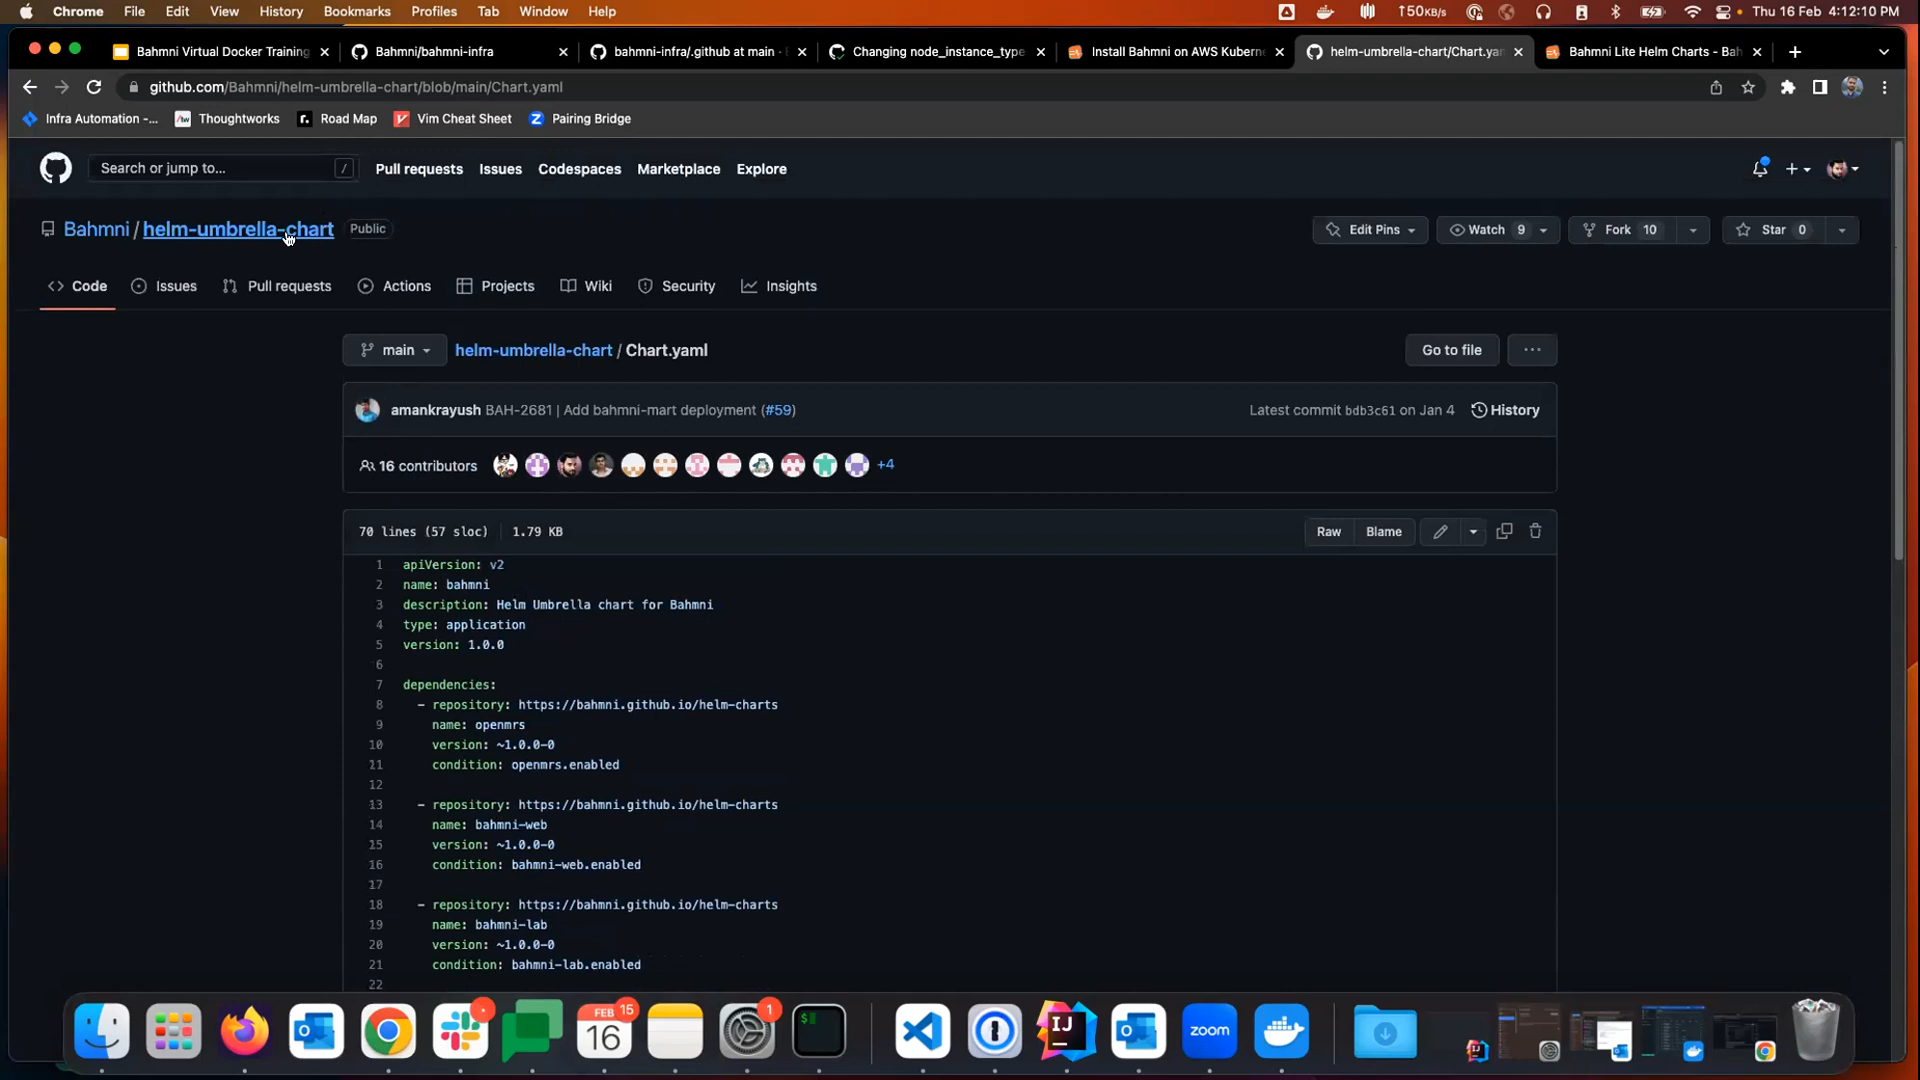 Chrome File Edit View History Bookmarks Profiles Tab Window Help ↑50KB/s Thu 16 Feb 4:12:10 PM
Bahmni Virtual Docker Training Bahmni/bahmni-infra bahmni-infra/.github at main · Changing node_instance_type Install Bahmni on AWS Kuberne helm-umbrella-chart/Chart.yam Bahmni Lite Helm Charts - Bah
github.com/Bahmni/helm-umbrella-chart/blob/main/Chart.yaml
Infra Automation -... /tw Thoughtworks r. Road Map Vim Cheat Sheet Z Pairing Bridge
Search or jump to... / Pull requests Issues Codespaces Marketplace Explore
Bahmni / helm-umbrella-chart Public Edit Pins Watch 9 Fork 10 Star 0
<> Code Issues Pull requests Actions Projects Wiki Security Insights
main helm-umbrella-chart / Chart.yaml Go to file ...
amankrayush BAH-2681 | Add bahmni-mart deployment (#59) Latest commit bdb3c61 on Jan 4 History
16 contributors +4
70 lines (57 sloc) 1.79 KB Raw Blame
1 apiVersion: v2
2 name: bahmni
3 description: Helm Umbrella chart for Bahmni
4 type: application
5 version: 1.0.0
6
7 dependencies:
8 - repository: https://bahmni.github.io/helm-charts
9 name: openmrs
10 version: ~1.0.0-0
11 condition: openmrs.enabled
12
13 - repository: https://bahmni.github.io/helm-charts
14 name: bahmni-web
15 version: ~1.0.0-0
16 condition: bahmni-web.enabled
17
18 - repository: https://bahmni.github.io/helm-charts
19 name: bahmni-lab
20 version: ~1.0.0-0
21 condition: bahmni-lab.enabled
22
FEB 15 1
16 $ IJ zoom